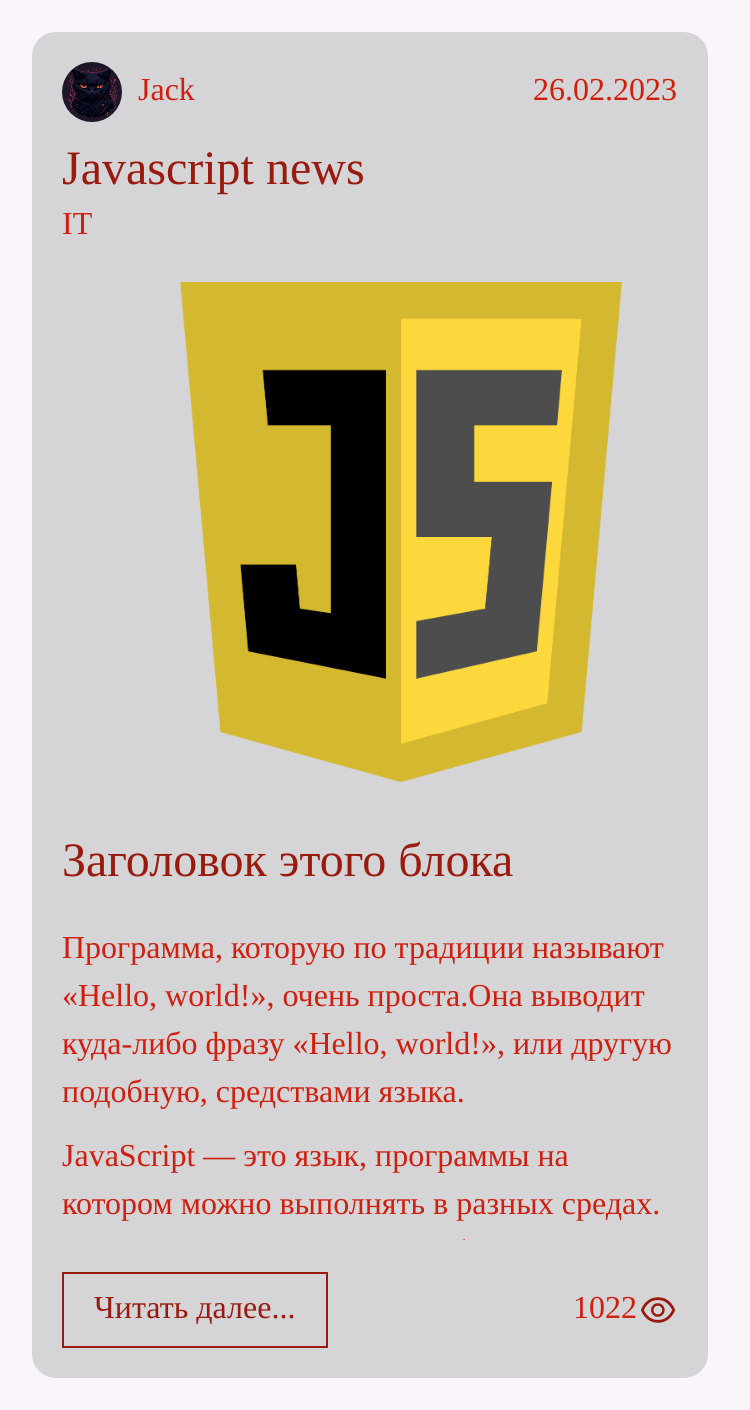 Jack 26.02.2023
Javascript news
IT
JS
Заголовок этого блока
Программа, которую по традиции называют
«Hello, world!», очень проста.Она выводит
куда-либо фразу «Hello, world!», или другую
подобную, средствами языка.
JavaScript — это язык, программы на
котором можно выполнять в разных средах.
Читать далее... 1022